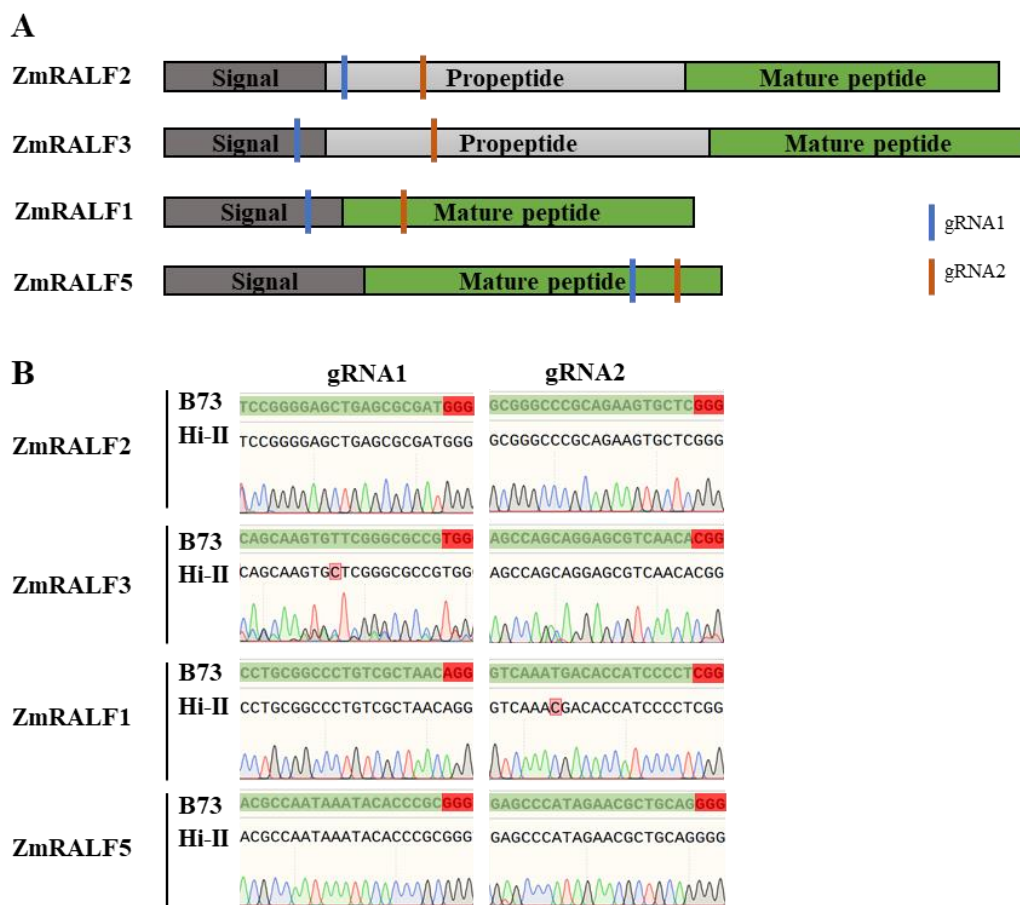 A
ZmRALF2 Signal Propeptide Mature peptide
ZmRALF3 Signal Propeptide Mature peptide
ZmRALF1 Signal Mature peptide
gRNA1
ZmRALF5 Signal Mature peptide
gRNA2
B
gRNA1 gRNA2
ZmRALF2
B73 TCCGGGGAGCTGAGCGCGATGGG GCGGGCCCGCAGAAGTGCTCGGG
Hi-II TCCGGGGAGCTGAGCGCGATGGG GCGGGCCCGCAGAAGTGCTCGGG
ZmRALF3
B73 CAGCAAGTGTTCGGGCGCCGTGG AGCCAGCAGGAGCGTCAACACGG
Hi-II CAGCAAGTGCTCGGGCGCCGTGG AGCCAGCAGGAGCGTCAACACGG
ZmRALF1
B73 CCTGCGGCCCTGTCGCTAACAGG GTCAAATGACACCATCCCCTCGG
Hi-II CCTGCGGCCCTGTCGCTAACAGG GTCAAACGACACCATCCCCTCGG
ZmRALF5
B73 ACGCCAATAAATACACCCGCGGG GAGCCCATAGAACGCTGCAGGGG
Hi-II ACGCCAATAAATACACCCGCGGG GAGCCCATAGAACGCTGCAGGGG